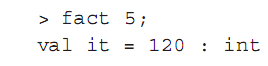 > fact 5;
val it = 120 : int